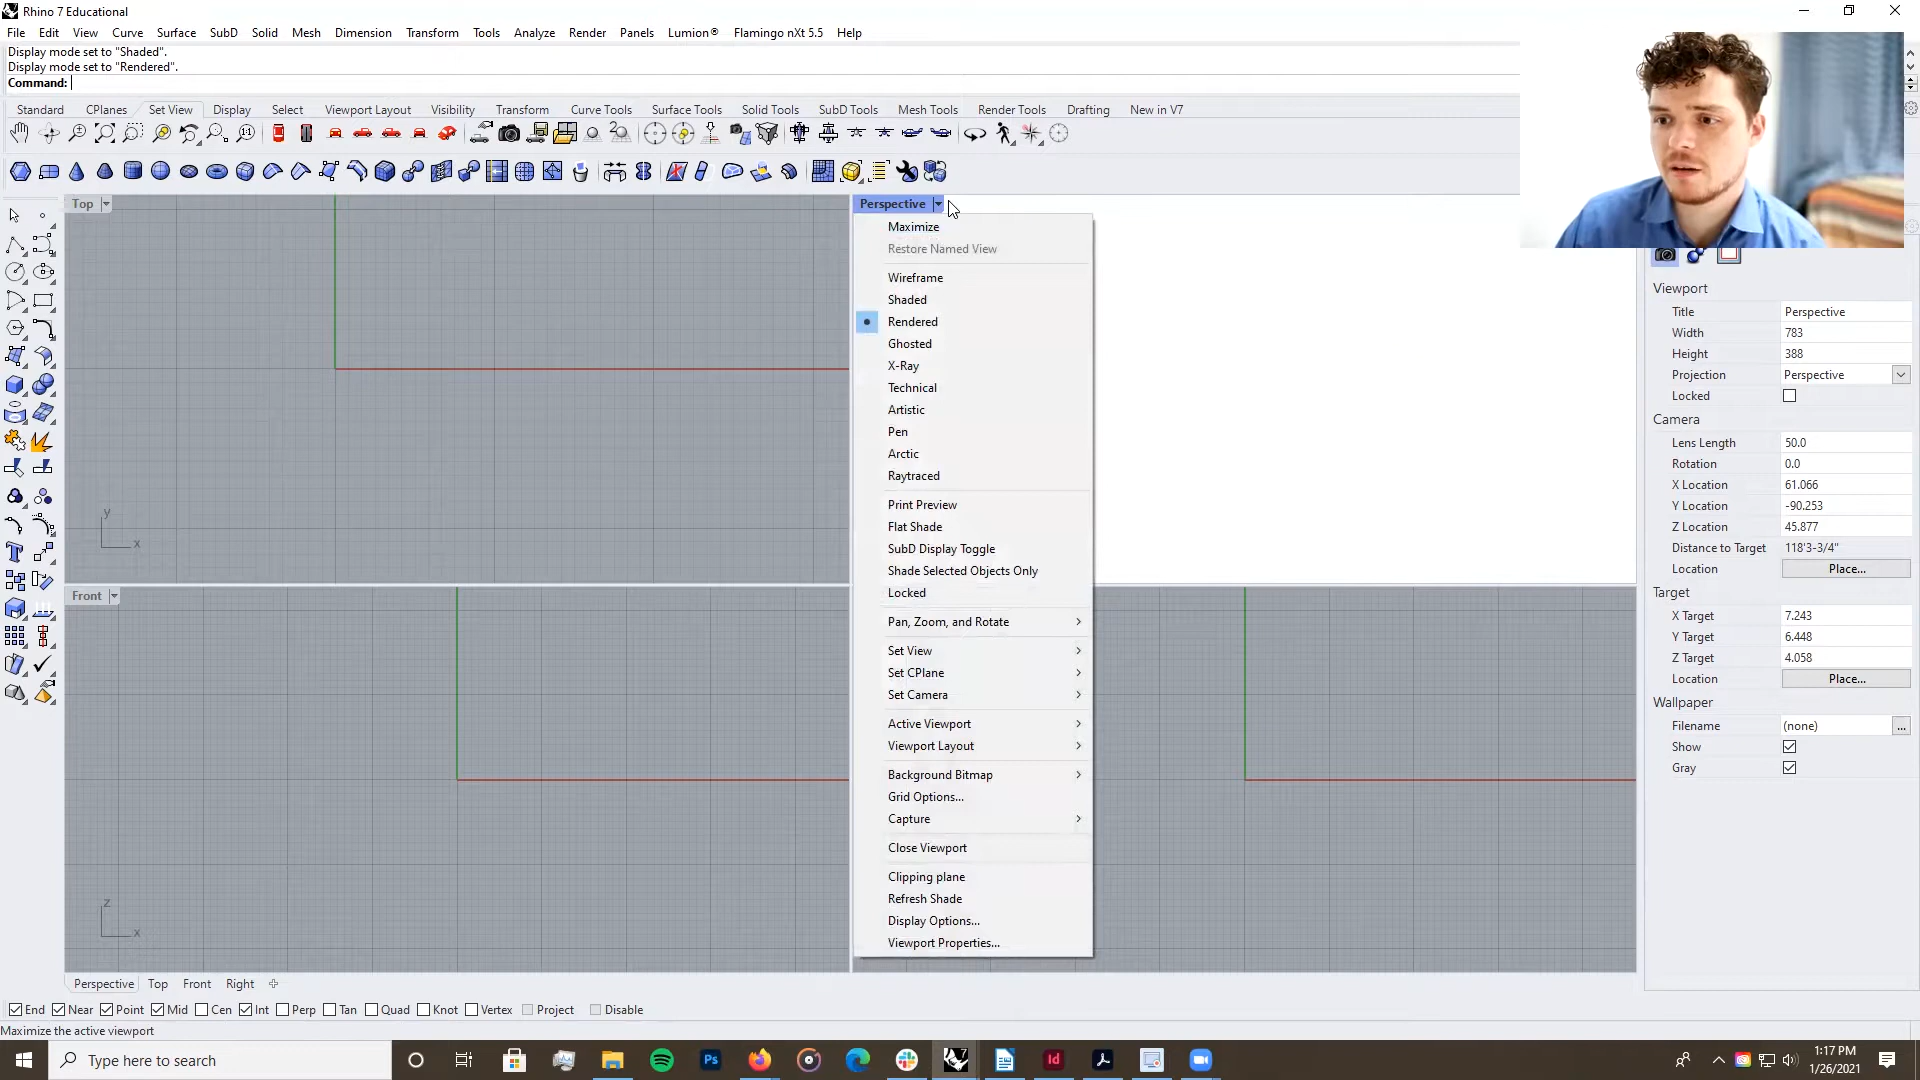 Rhino 7 Educational
File Edit View Curve Surface SubD Solid Mesh Dimension Transform Tools Analyze Render Panels Lumion® Flamingo nXt 5.5 Help
Display mode set to "Shaded".
Display mode set to "Rendered".
Command:
Standard CPlanes Set View Display Select Viewport Layout Visibility Transform Curve Tools Surface Tools Solid Tools SubD Tools Mesh Tools Render Tools Drafting New in V7
Top
Perspective
Maximize
Restore Named View
Wireframe
Shaded
Rendered
Ghosted
X-Ray
Technical
Artistic
Pen
Arctic
Raytraced
Print Preview
Flat Shade
SubD Display Toggle
Shade Selected Objects Only
Locked
Pan, Zoom, and Rotate
Set View
Set CPlane
Set Camera
Active Viewport
Viewport Layout
Background Bitmap
Grid Options...
Capture
Close Viewport
Clipping plane
Refresh Shade
Display Options...
Viewport Properties...
y
x
Front
z
x
Viewport
Title Perspective
Width 783
Height 388
Projection Perspective
Locked
Camera
Lens Length 50.0
Rotation 0.0
X Location 61.066
Y Location -90.253
Z Location 45.877
Distance to Target 118'3-3/4"
Location Place...
Target
X Target 7.243
Y Target 6.448
Z Target 4.058
Location Place...
Wallpaper
Filename (none) ...
Show
Gray
Perspective Top Front Right
End Near Point Mid Cen Int Perp Tan Quad Knot Vertex Project Disable
Maximize the active viewport
Type here to search
Ps
Id
7
1:17 PM
1/26/2021